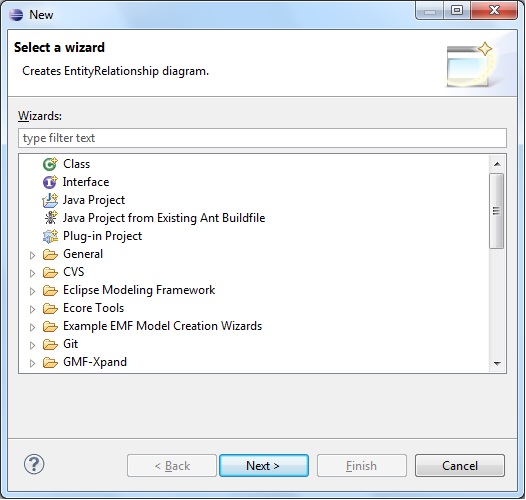 New
Select a wizard
Creates EntityRelationship diagram.
Wizards:
type filter text
Class
Interface
Java Project
Java Project from Existing Ant Buildfile
Plug-in Project
General
CVS
Eclipse Modeling Framework
Ecore Tools
Example EMF Model Creation Wizards
Git
GMF-Xpand
< Back Next > Finish Cancel